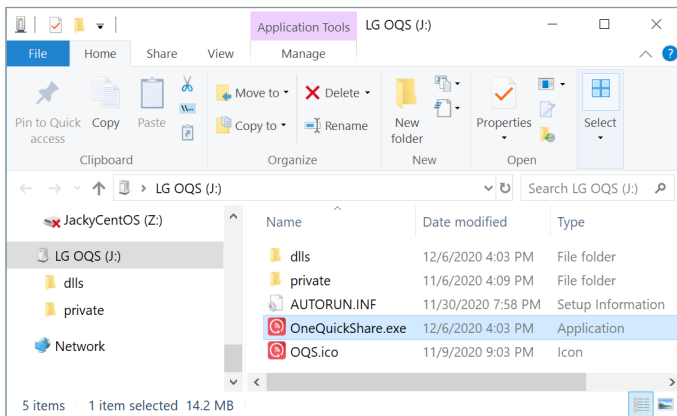 Application Tools LG OQS (J:)
File Home Share View Manage
Pin to Quick access
Copy
Paste
Move to
Copy to
Delete
Rename
New folder
Properties
Select
Clipboard Organize New Open
LG OQS (J:) Search LG OQS (J:)
JackyCentOS (Z:)
LG OQS (J:)
dlls
private
Network
Name Date modified Type
dlls 12/6/2020 4:03 PM File folder
private 11/6/2020 4:09 PM File folder
AUTORUN.INF 11/30/2020 7:58 PM Setup Information
OneQuickShare.exe 12/6/2020 4:03 PM Application
OQS.ico 11/9/2020 9:03 PM Icon
5 items 1 item selected 14.2 MB